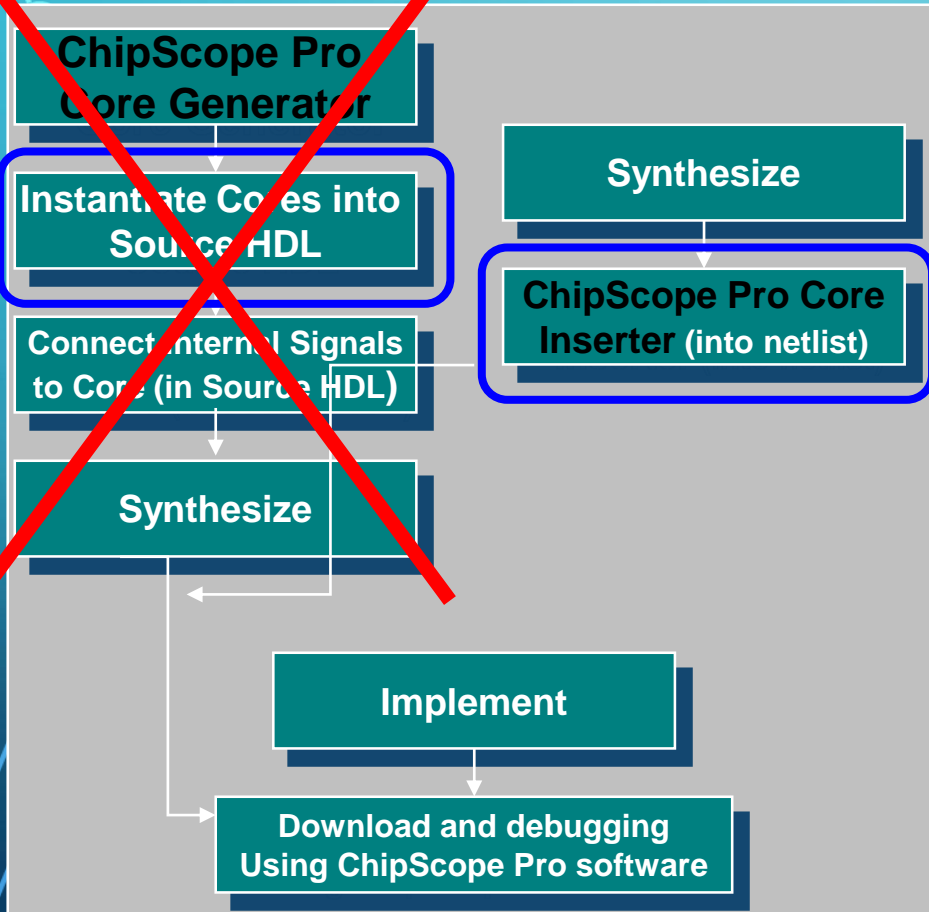 ChipScope Pro
Core Generator
Instantiate Cores into
Source HDL
Connect Internal Signals
to Core (in Source HDL)
Synthesize
Synthesize
ChipScope Pro Core
Inserter (into netlist)
Implement
Download and debugging
Using ChipScope Pro software